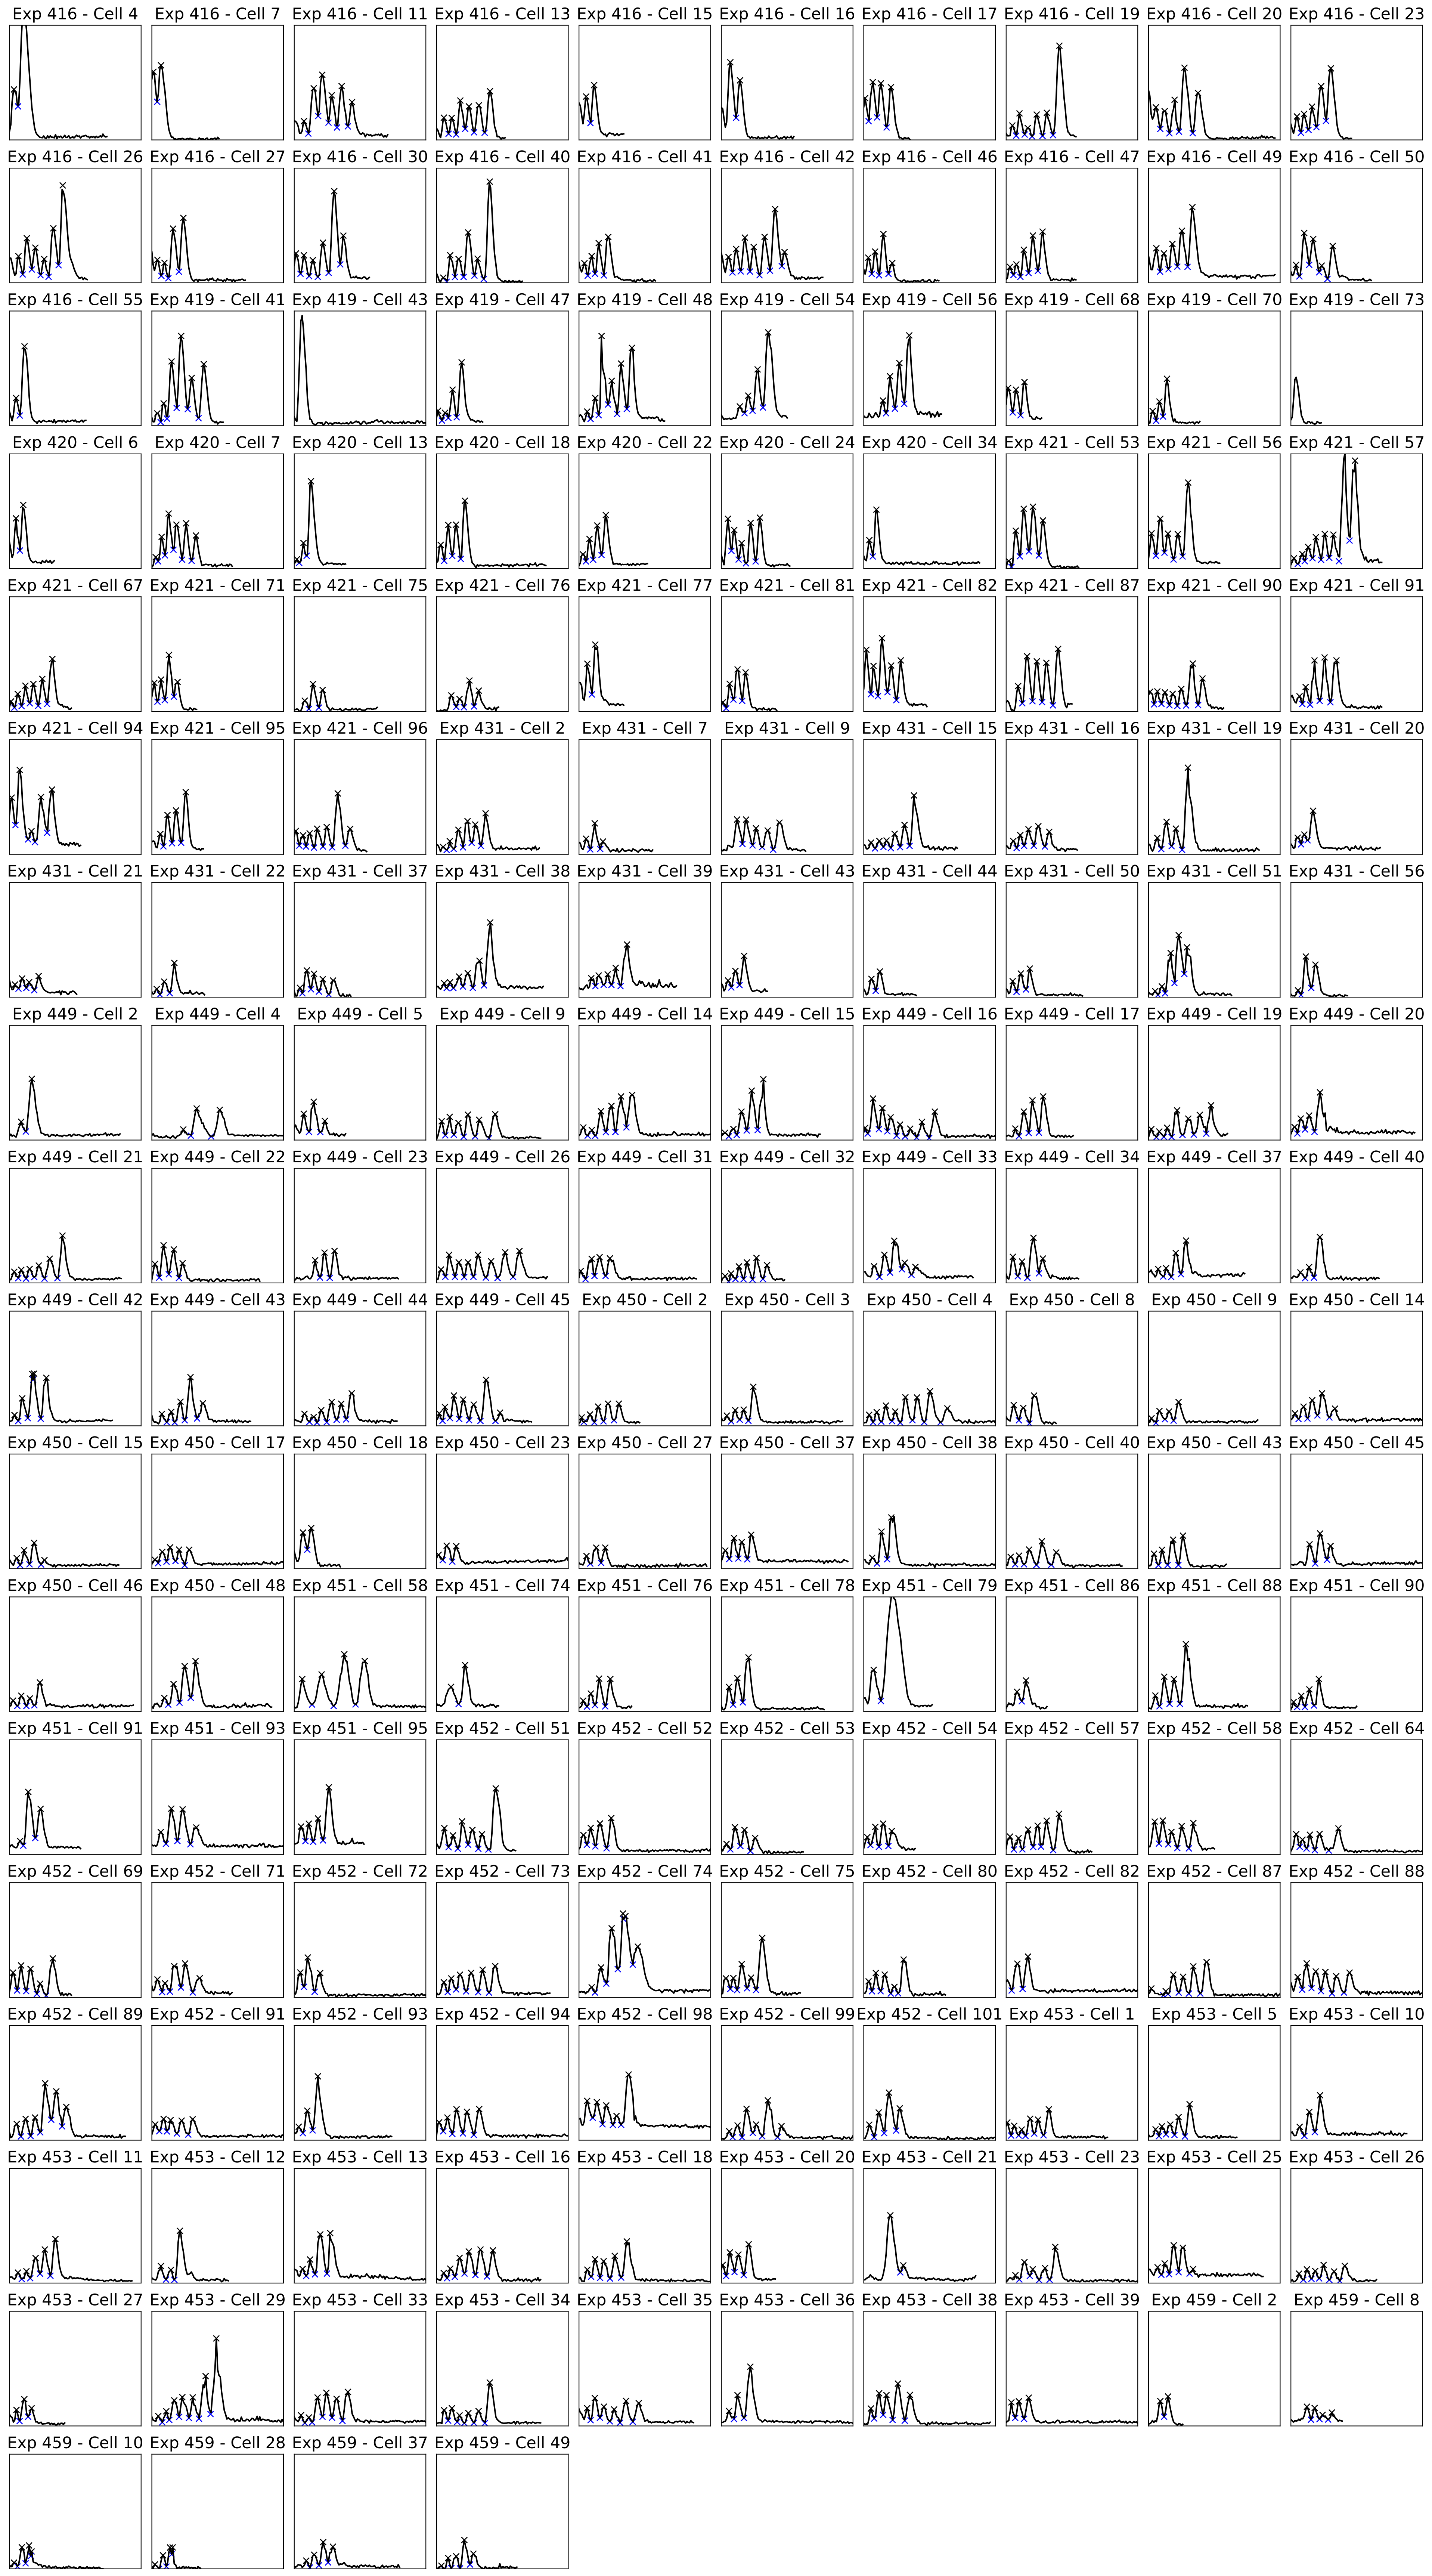 Exp 416 - Cell 4 Exp 416 - Cell 7 Exp 416 - Cell 11 Exp 416 - Cell 13 Exp 416 - Cell 15 Exp 416 - Cell 16 Exp 416 - Cell 17 Exp 416 - Cell 19 Exp 416 - Cell 20 Exp 416 - Cell 23
Exp 416 - Cell 26 Exp 416 - Cell 27 Exp 416 - Cell 30 Exp 416 - Cell 40 Exp 416 - Cell 41 Exp 416 - Cell 42 Exp 416 - Cell 46 Exp 416 - Cell 47 Exp 416 - Cell 49 Exp 416 - Cell 50
Exp 416 - Cell 55 Exp 419 - Cell 41 Exp 419 - Cell 43 Exp 419 - Cell 47 Exp 419 - Cell 48 Exp 419 - Cell 54 Exp 419 - Cell 56 Exp 419 - Cell 68 Exp 419 - Cell 70 Exp 419 - Cell 73
Exp 420 - Cell 6 Exp 420 - Cell 7 Exp 420 - Cell 13 Exp 420 - Cell 18 Exp 420 - Cell 22 Exp 420 - Cell 24 Exp 420 - Cell 34 Exp 421 - Cell 53 Exp 421 - Cell 56 Exp 421 - Cell 57
Exp 421 - Cell 67 Exp 421 - Cell 71 Exp 421 - Cell 75 Exp 421 - Cell 76 Exp 421 - Cell 77 Exp 421 - Cell 81 Exp 421 - Cell 82 Exp 421 - Cell 87 Exp 421 - Cell 90 Exp 421 - Cell 91
Exp 421 - Cell 94 Exp 421 - Cell 95 Exp 421 - Cell 96 Exp 431 - Cell 2 Exp 431 - Cell 7 Exp 431 - Cell 9 Exp 431 - Cell 15 Exp 431 - Cell 16 Exp 431 - Cell 19 Exp 431 - Cell 20
Exp 431 - Cell 21 Exp 431 - Cell 22 Exp 431 - Cell 37 Exp 431 - Cell 38 Exp 431 - Cell 39 Exp 431 - Cell 43 Exp 431 - Cell 44 Exp 431 - Cell 50 Exp 431 - Cell 51 Exp 431 - Cell 56
Exp 449 - Cell 2 Exp 449 - Cell 4 Exp 449 - Cell 5 Exp 449 - Cell 9 Exp 449 - Cell 14 Exp 449 - Cell 15 Exp 449 - Cell 16 Exp 449 - Cell 17 Exp 449 - Cell 19 Exp 449 - Cell 20
Exp 449 - Cell 21 Exp 449 - Cell 22 Exp 449 - Cell 23 Exp 449 - Cell 26 Exp 449 - Cell 31 Exp 449 - Cell 32 Exp 449 - Cell 33 Exp 449 - Cell 34 Exp 449 - Cell 37 Exp 449 - Cell 40
Exp 449 - Cell 42 Exp 449 - Cell 43 Exp 449 - Cell 44 Exp 449 - Cell 45 Exp 450 - Cell 2 Exp 450 - Cell 3 Exp 450 - Cell 4 Exp 450 - Cell 8 Exp 450 - Cell 9 Exp 450 - Cell 14
Exp 450 - Cell 15 Exp 450 - Cell 17 Exp 450 - Cell 18 Exp 450 - Cell 23 Exp 450 - Cell 27 Exp 450 - Cell 37 Exp 450 - Cell 38 Exp 450 - Cell 40 Exp 450 - Cell 43 Exp 450 - Cell 45
Exp 450 - Cell 46 Exp 450 - Cell 48 Exp 451 - Cell 58 Exp 451 - Cell 74 Exp 451 - Cell 76 Exp 451 - Cell 78 Exp 451 - Cell 79 Exp 451 - Cell 86 Exp 451 - Cell 88 Exp 451 - Cell 90
Exp 451 - Cell 91 Exp 451 - Cell 93 Exp 451 - Cell 95 Exp 452 - Cell 51 Exp 452 - Cell 52 Exp 452 - Cell 53 Exp 452 - Cell 54 Exp 452 - Cell 57 Exp 452 - Cell 58 Exp 452 - Cell 64
Exp 452 - Cell 69 Exp 452 - Cell 71 Exp 452 - Cell 72 Exp 452 - Cell 73 Exp 452 - Cell 74 Exp 452 - Cell 75 Exp 452 - Cell 80 Exp 452 - Cell 82 Exp 452 - Cell 87 Exp 452 - Cell 88
Exp 452 - Cell 89 Exp 452 - Cell 91 Exp 452 - Cell 93 Exp 452 - Cell 94 Exp 452 - Cell 98 Exp 452 - Cell 99 Exp 452 - Cell 101 Exp 453 - Cell 1 Exp 453 - Cell 5 Exp 453 - Cell 10
Exp 453 - Cell 11 Exp 453 - Cell 12 Exp 453 - Cell 13 Exp 453 - Cell 16 Exp 453 - Cell 18 Exp 453 - Cell 20 Exp 453 - Cell 21 Exp 453 - Cell 23 Exp 453 - Cell 25 Exp 453 - Cell 26
Exp 453 - Cell 27 Exp 453 - Cell 29 Exp 453 - Cell 33 Exp 453 - Cell 34 Exp 453 - Cell 35 Exp 453 - Cell 36 Exp 453 - Cell 38 Exp 453 - Cell 39 Exp 459 - Cell 2 Exp 459 - Cell 8
Exp 459 - Cell 10 Exp 459 - Cell 28 Exp 459 - Cell 37 Exp 459 - Cell 49